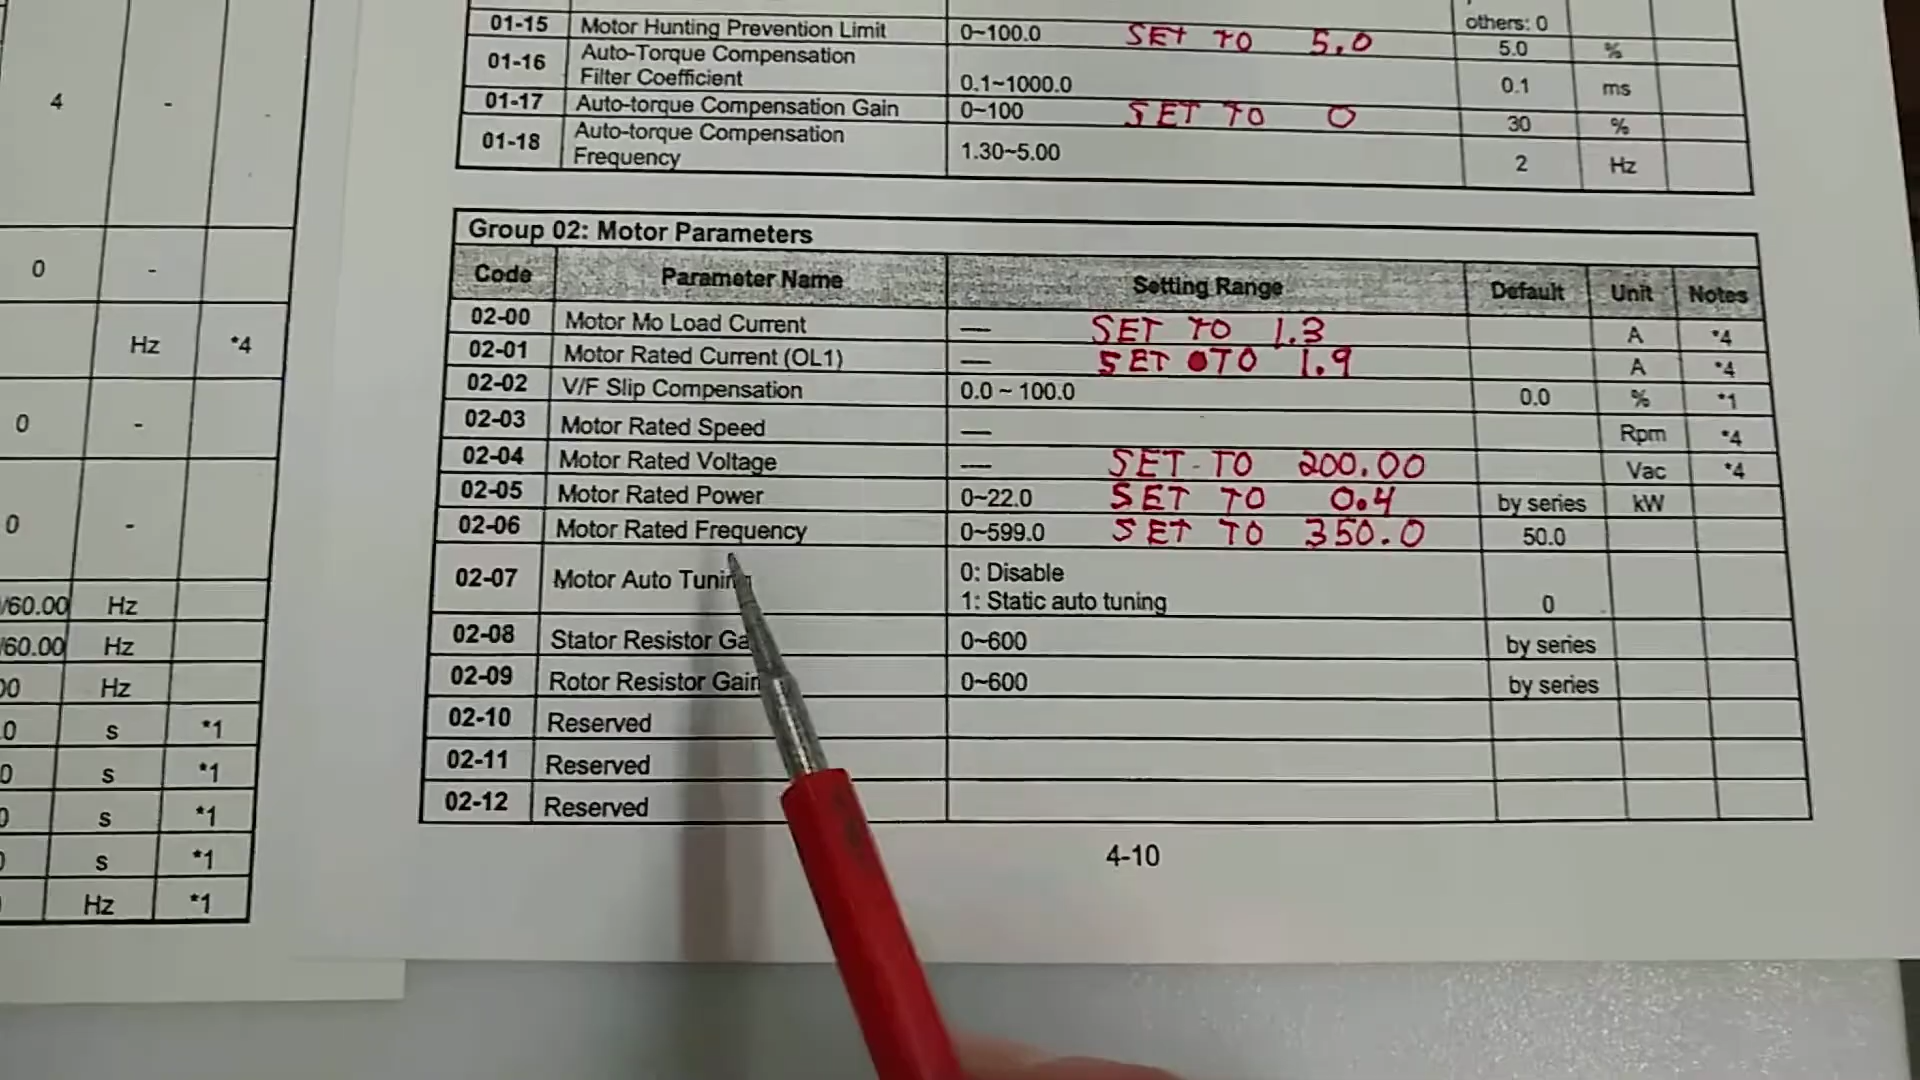 others: 0
01-15 Motor Hunting Prevention Limit 0~100.0 SET TO 5.0 5.0 %
01-16 Auto-Torque Compensation
Filter Coefficient 0.1~1000.0 0.1 ms
01-17 Auto-torque Compensation Gain 0~100 SET TO 0 30 %
01-18 Auto-torque Compensation
Frequency 1.30~5.00 2 Hz
Group 02: Motor Parameters
Code Parameter Name Setting Range Default Unit Notes
02-00 Motor Mo Load Current — SET TO 1.3 A *4
02-01 Motor Rated Current (OL1) — SET TO 1.9 A *4
02-02 V/F Slip Compensation 0.0 ~ 100.0 0.0 % *1
02-03 Motor Rated Speed — Rpm *4
02-04 Motor Rated Voltage — SET TO 200.00 Vac *4
02-05 Motor Rated Power 0~22.0 SET TO 0.4 by series kW
02-06 Motor Rated Frequency 0~599.0 SET TO 350.0 50.0
02-07 Motor Auto Tuning 0: Disable
1: Static auto tuning 0
02-08 Stator Resistor 0~600 by series
02-09 Rotor Resistor Gain 0~600 by series
02-10 Reserved
02-11 Reserved
02-12 Reserved
4-10
4 -
0 -
Hz *4
0 -
0 -
/60.00 Hz
/60.00 Hz
00 Hz
.0 s *1
0 s *1
0 s *1
s *1
Hz *1